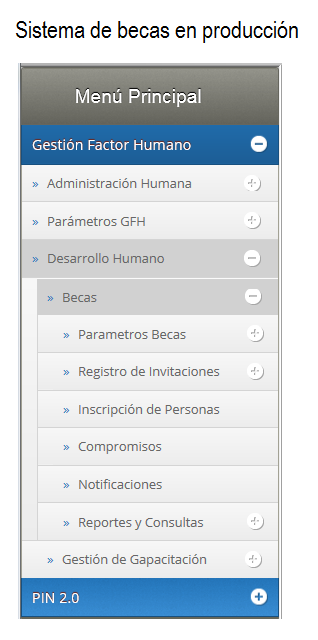 Sistema de becas en producción
Menú Principal
Gestión Factor Humano
» Administración Humana
» Parámetros GFH
» Desarrollo Humano
» Becas
» Parametros Becas
» Registro de Invitaciones
» Inscripción de Personas
» Compromisos
» Notificaciones
» Reportes y Consultas
» Gestión de Gapacitación
PIN 2.0